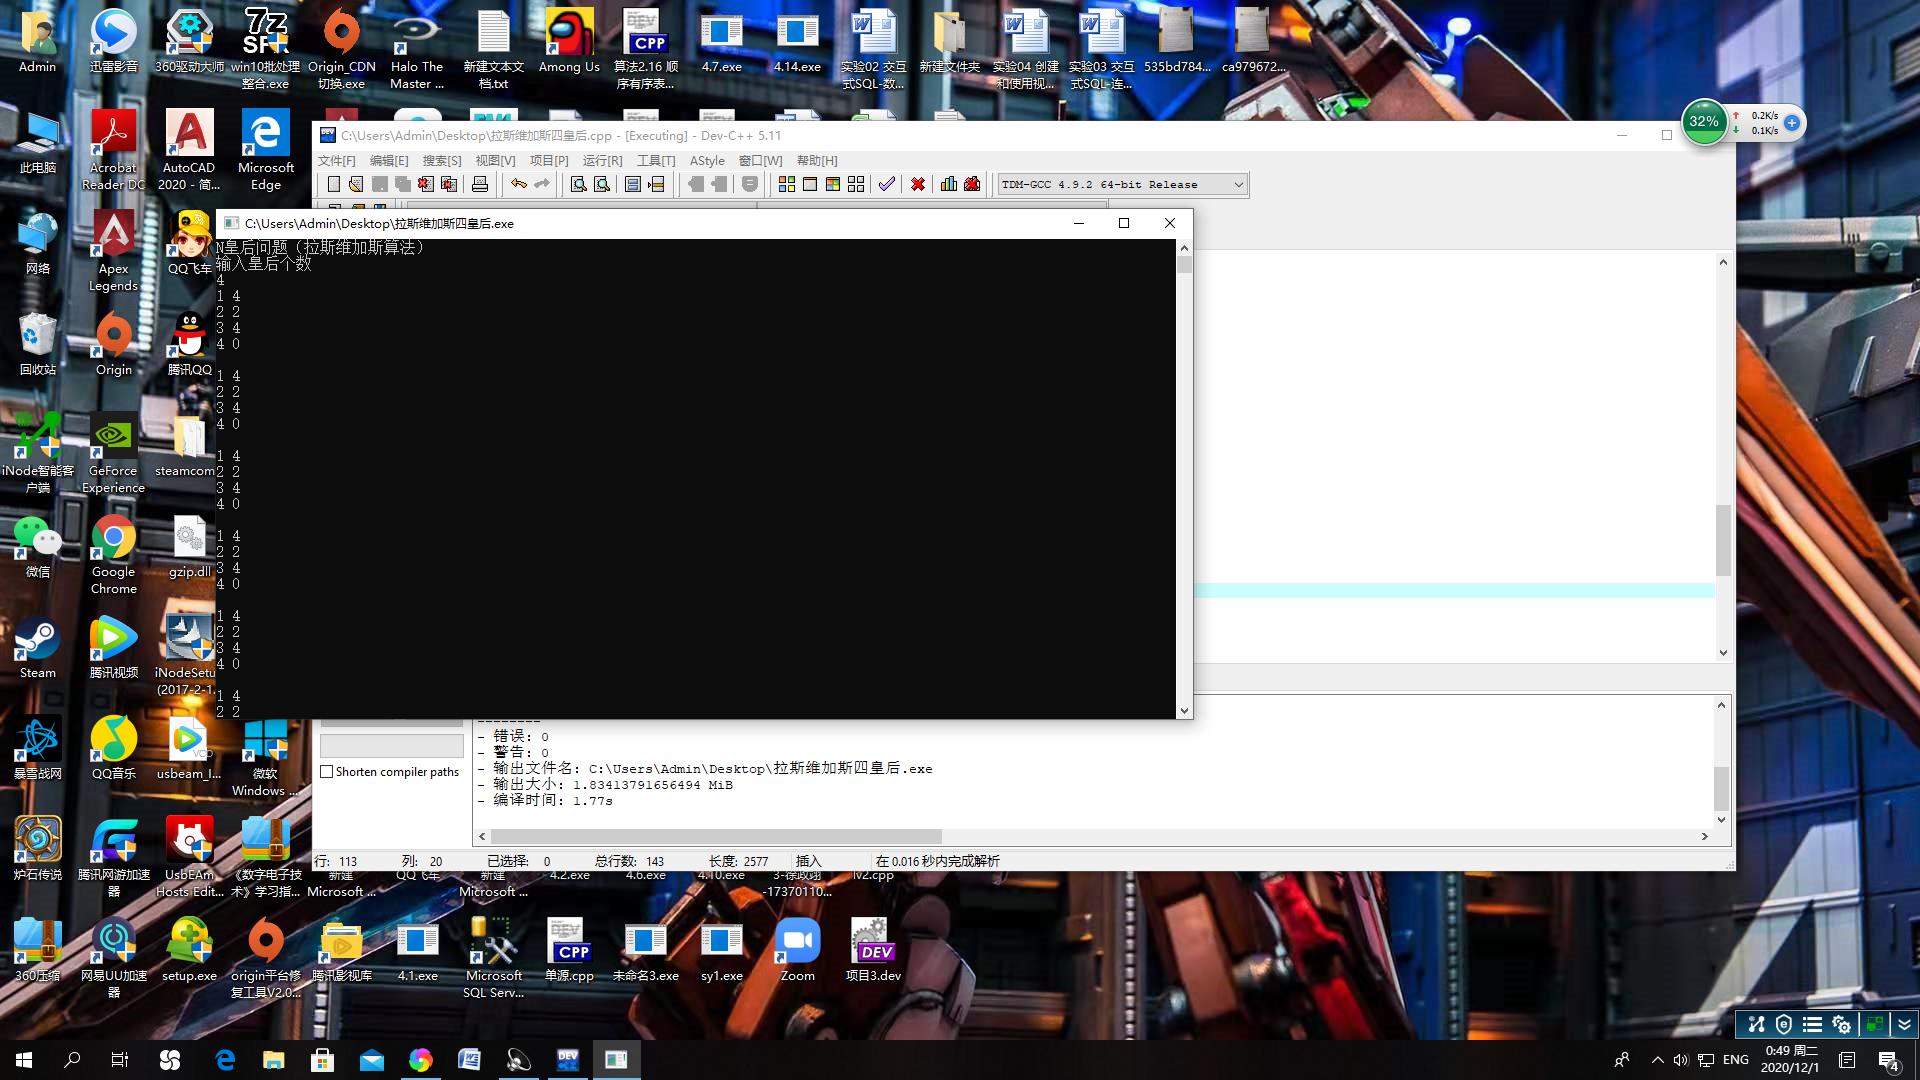 Admin
迅雷影音
360驱动大师
win10批处理
整合.exe
Origin_CDN
切换.exe
Halo The
Master ...
新建文本文
档.txt
Among Us
算法2.16 顺
序有序表...
4.7.exe
4.14.exe
实验02 交互
式SQL-数...
新建文件夹
实验04 创建
和使用视...
实验03 交互
式SQL-连...
535bd784...
ca979672...
此电脑
Acrobat
Reader DC
AutoCAD
2020 - 简...
Microsoft
Edge
C:\Users\Admin\Desktop\拉斯维加斯四皇后.cpp - [Executing] - Dev-C++ 5.11
32%
0.2K/s
0.1K/s
文件[F] 编辑[E] 搜索[S] 视图[V] 项目[P] 运行[R] 工具[T] AStyle 窗口[W] 帮助[H]
TDM-GCC 4.9.2 64-bit Release
C:\Users\Admin\Desktop\拉斯维加斯四皇后.exe
N皇后问题（拉斯维加斯算法）
输入皇后个数
4
1 4
2 2
3 4
4 0
1 4
2 2
3 4
4 0
1 4
2 2
3 4
4 0
1 4
2 2
3 4
4 0
1 4
2 2
3 4
4 0
1 4
2 2
网络
Apex
Legends
QQ飞车
回收站
Origin
腾讯QQ
iNode智能客
户端
GeForce
Experience
steamcom
微信
Google
Chrome
gzip.dll
Steam
腾讯视频
iNodeSetu
(2017-2-1.
暴雪战网
QQ音乐
usbeam_l...
微软
Windows ...
Shorten compiler paths
--------
- 错误: 0
- 警告: 0
- 输出文件名: C:\Users\Admin\Desktop\拉斯维加斯四皇后.exe
- 输出大小: 1.83413791656494 MiB
- 编译时间: 1.77s
行: 113 列: 20 已选择: 0 总行数: 143 长度: 2577 插入 在 0.016 秒内完成解析
炉石传说
腾讯网游加速
器
UsbEAm
Hosts Edit...
《数字电子技
术》学习指...
新建
Microsoft ...
QQ飞车
新建
Microsoft ...
4.2.exe
4.6.exe
4.10.exe
-17370110...
lv2.cpp
360压缩
网易UU加速
器
setup.exe
origin平台修
复工具V2.0...
腾讯影视库
4.1.exe
Microsoft
SQL Serv...
单源.cpp
未命名3.exe
sy1.exe
Zoom
项目3.dev
ENG
0:49 周二
2020/12/1
4